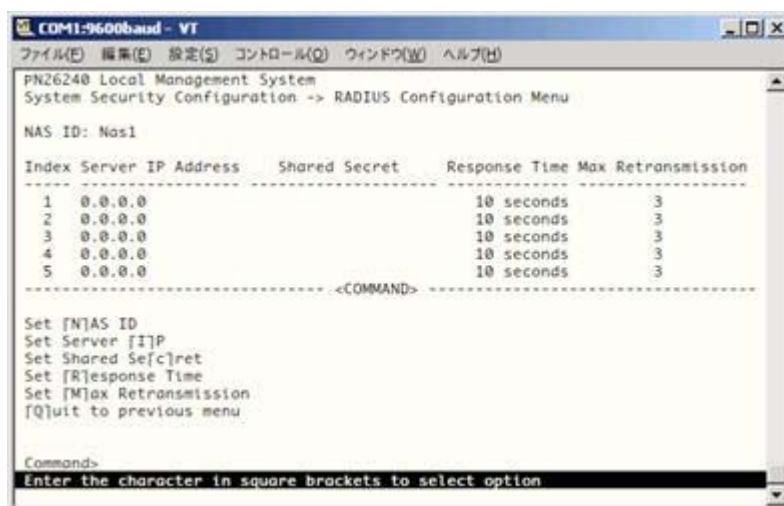 COM1:9600baud - VT
ファイル(F) 編集(E) 設定(S) コントロール(O) ウィンドウ(W) ヘルプ(H)
PN26240 Local Management System
System Security Configuration -> RADIUS Configuration Menu
NAS ID: Nas1
Index Server IP Address Shared Secret Response Time Max Retransmission
----- ----------------- -------------------- ------------- ------------------
1 0.0.0.0 10 seconds 3
2 0.0.0.0 10 seconds 3
3 0.0.0.0 10 seconds 3
4 0.0.0.0 10 seconds 3
5 0.0.0.0 10 seconds 3
-------------------------------- <COMMAND> -----------------------------------
Set [N]AS ID
Set Server [I]P
Set Shared Se[c]ret
Set [R]esponse Time
Set [M]ax Retransmission
[Q]uit to previous menu
Command>
Enter the character in square brackets to select option